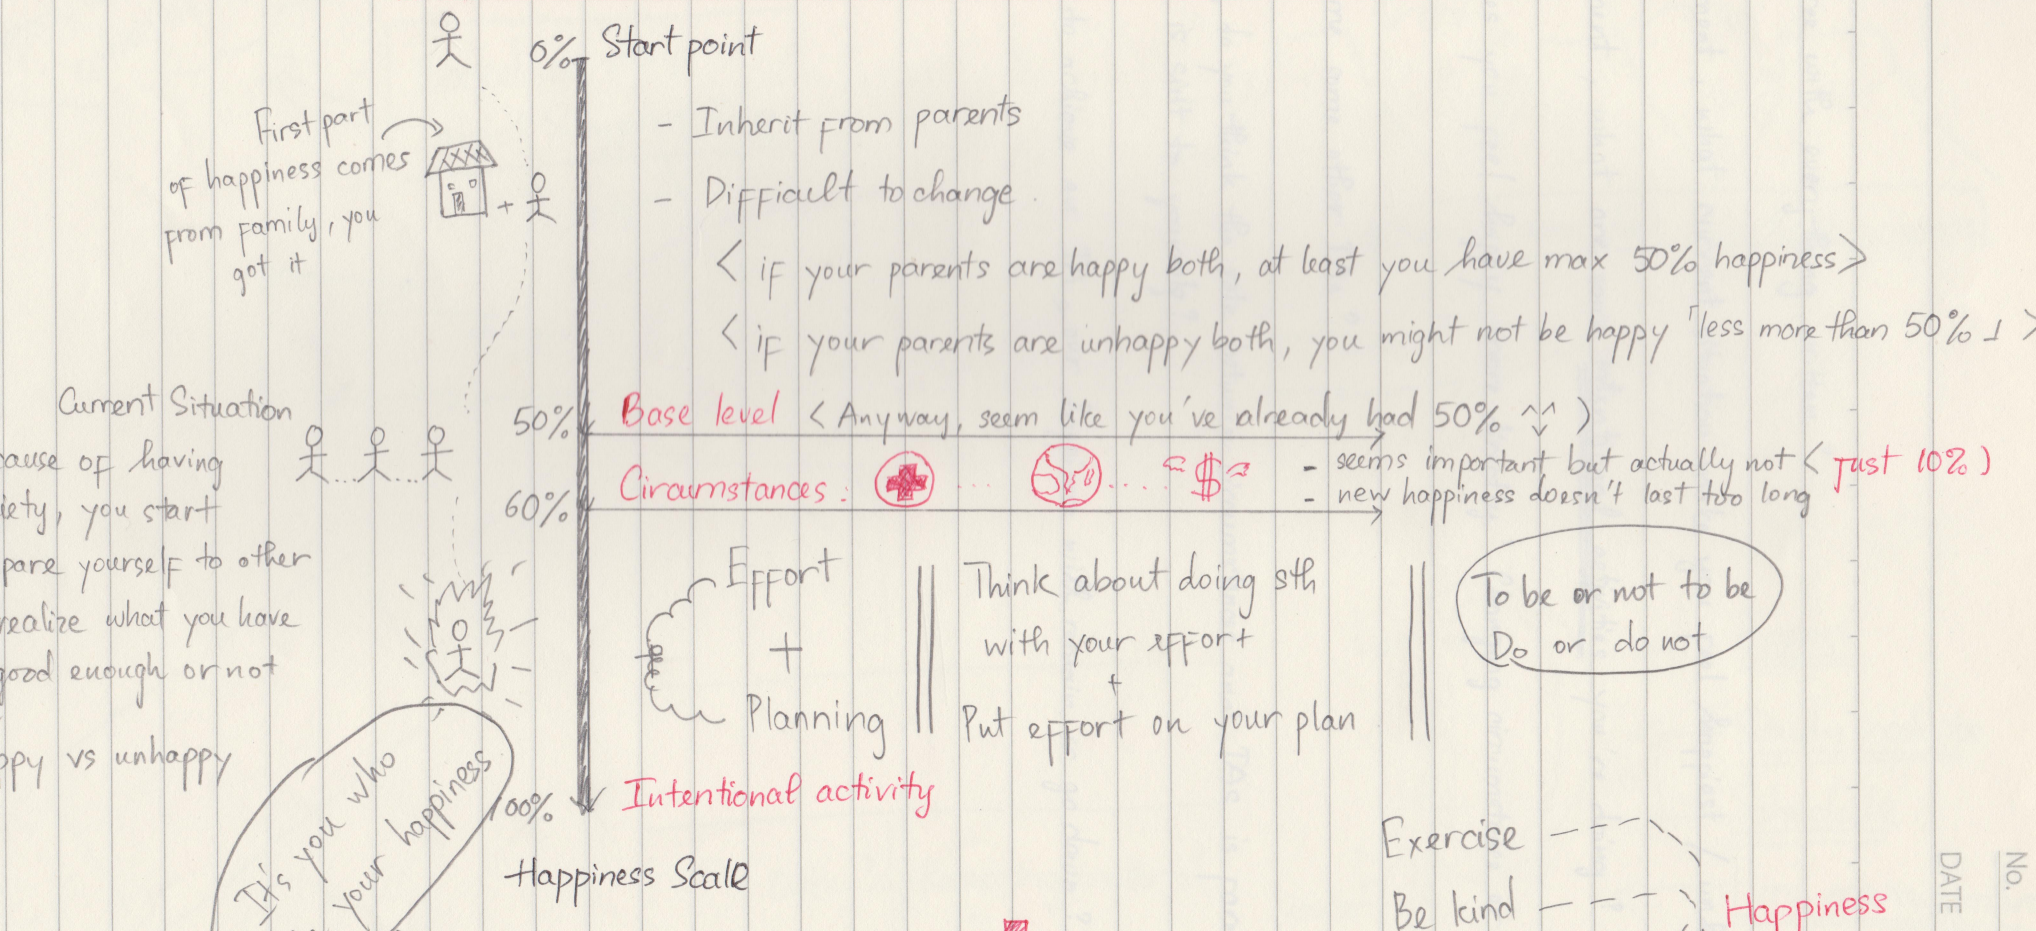 0% Start point
First part
of happiness comes
from family, you
got it
+
- Inherit from parents
- Difficult to change.
< if your parents are happy both, at least you have max 50% happiness>
< if your parents are unhappy both, you might not be happy 「less more than 50%」>
50% Base level < Anyway, seem like you've already had 50% ^^ >
Circumstances: $ - seems important but actually not < just 10% )
- new happiness doesn't last too long
60%
Current Situation
ause of having
iety, you start
pare yourself to other
realize what you have
good enough or not
ppy vs unhappy
Effort
+
Planning
Think about doing sth
with your effort
+
Put effort on your plan
To be or not to be
Do or do not
100% Intentional activity
Happiness Scale
It's you who
your happiness
Exercise
Be kind
Happiness
No.
DATE